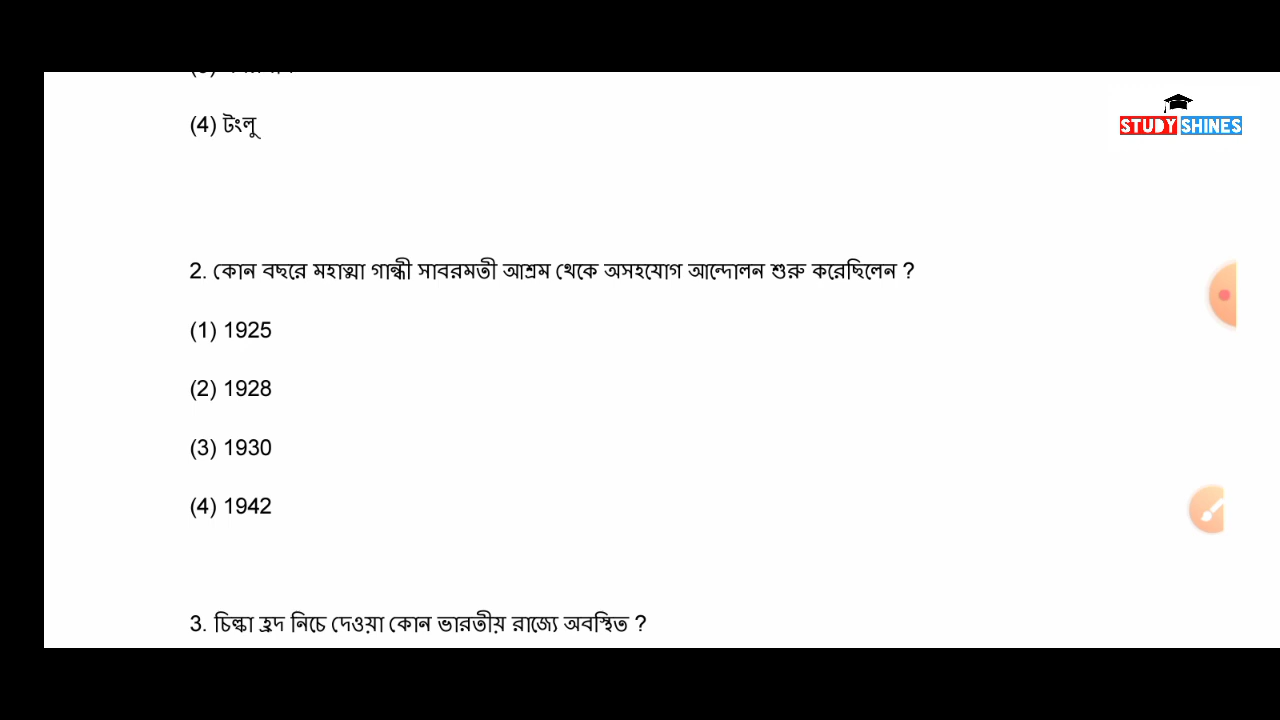 (4) টংলু
STUDY SHINES
2. কোন বছরে মহাত্মা গান্ধী সাবরমতী আশ্রম থেকে অসহযোগ আন্দোলন শুরু করেছিলেন ?
(1) 1925
(2) 1928
(3) 1930
(4) 1942
3. চিল্কা হ্রদ নিচে দেওয়া কোন ভারতীয় রাজ্যে অবস্থিত ?